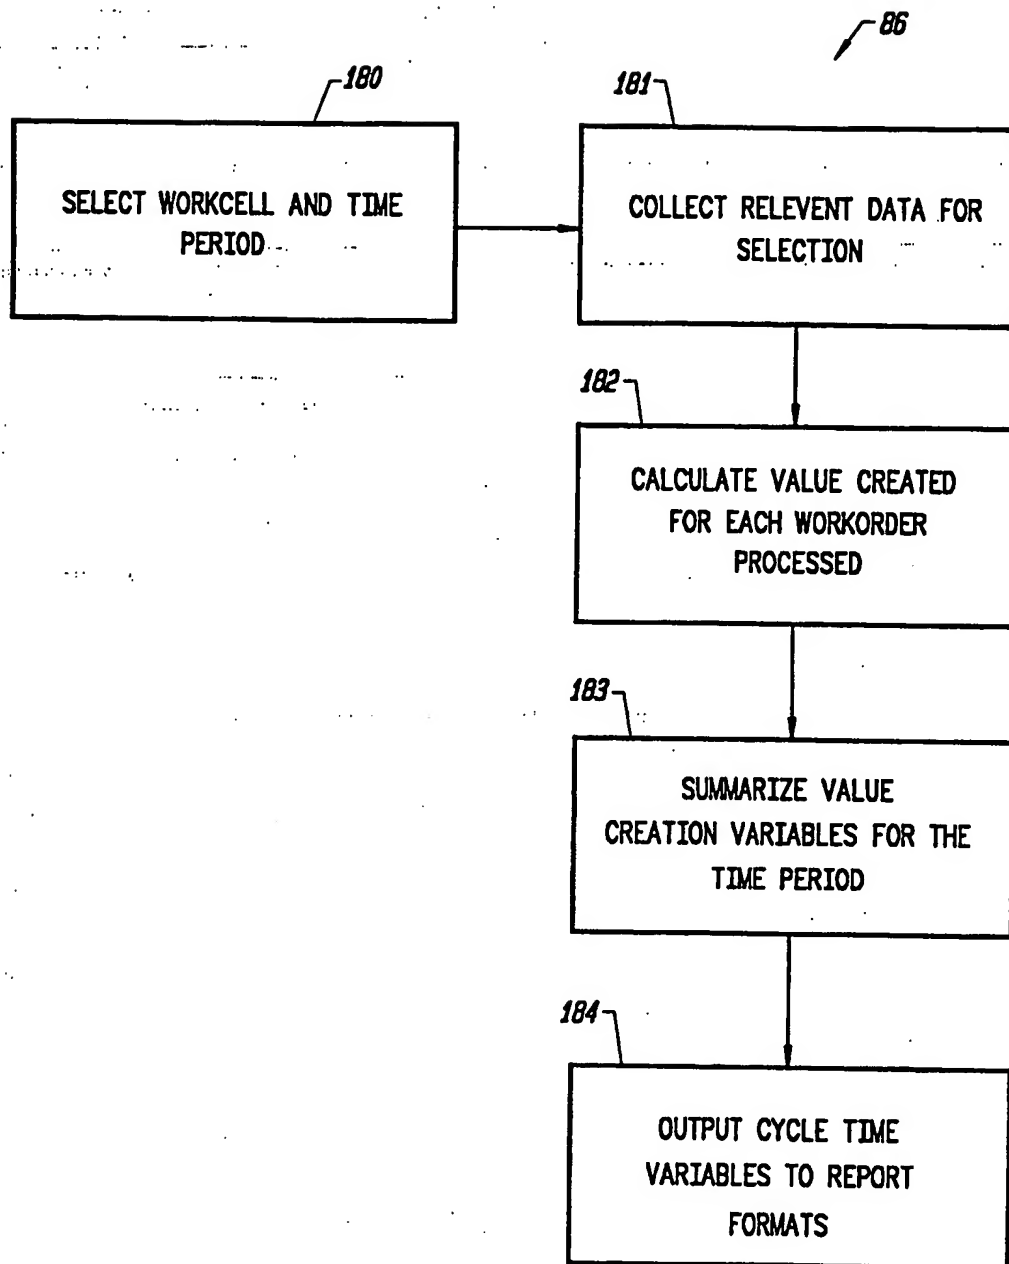 86
180
181
SELECT WORKCELL AND TIME
PERIOD
COLLECT RELEVENT DATA FOR
SELECTION
182
CALCULATE VALUE CREATED
FOR EACH WORKORDER
PROCESSED
183
SUMMARIZE VALUE
CREATION VARIABLES FOR THE
TIME PERIOD
184
OUTPUT CYCLE TIME
VARIABLES TO REPORT
FORMATS